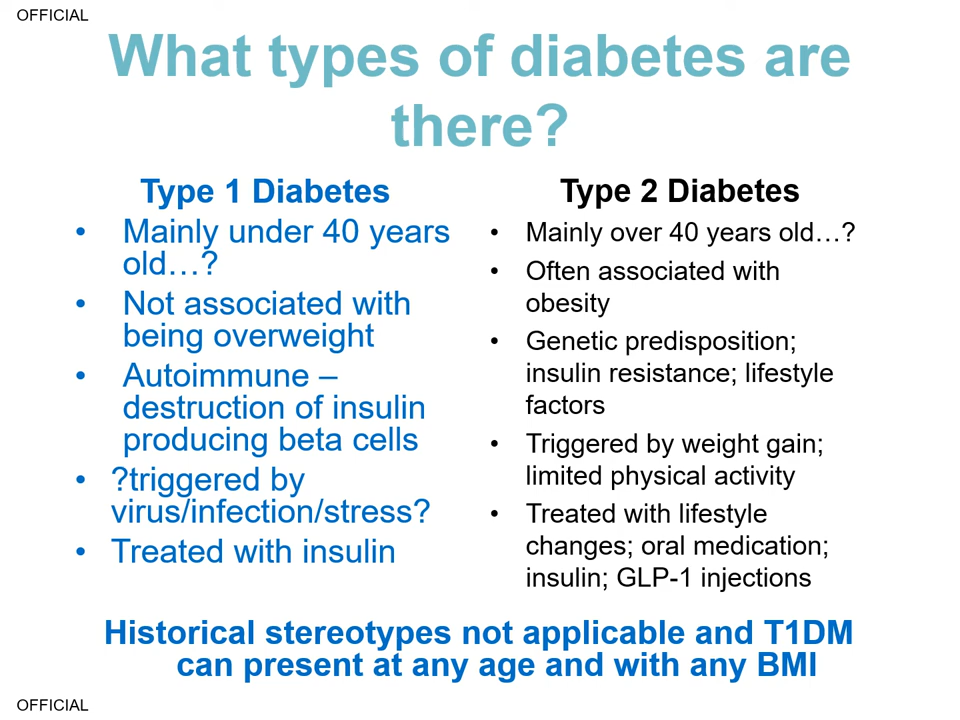 OFFICIAL
What types of diabetes are
there?
Type 1 Diabetes
• Mainly under 40 years
old…?
• Not associated with
being overweight
• Autoimmune –
destruction of insulin
producing beta cells
• ?triggered by
virus/infection/stress?
• Treated with insulin
Type 2 Diabetes
• Mainly over 40 years old…?
• Often associated with
obesity
• Genetic predisposition;
insulin resistance; lifestyle
factors
• Triggered by weight gain;
limited physical activity
• Treated with lifestyle
changes; oral medication;
insulin; GLP-1 injections
Historical stereotypes not applicable and T1DM
can present at any age and with any BMI
OFFICIAL